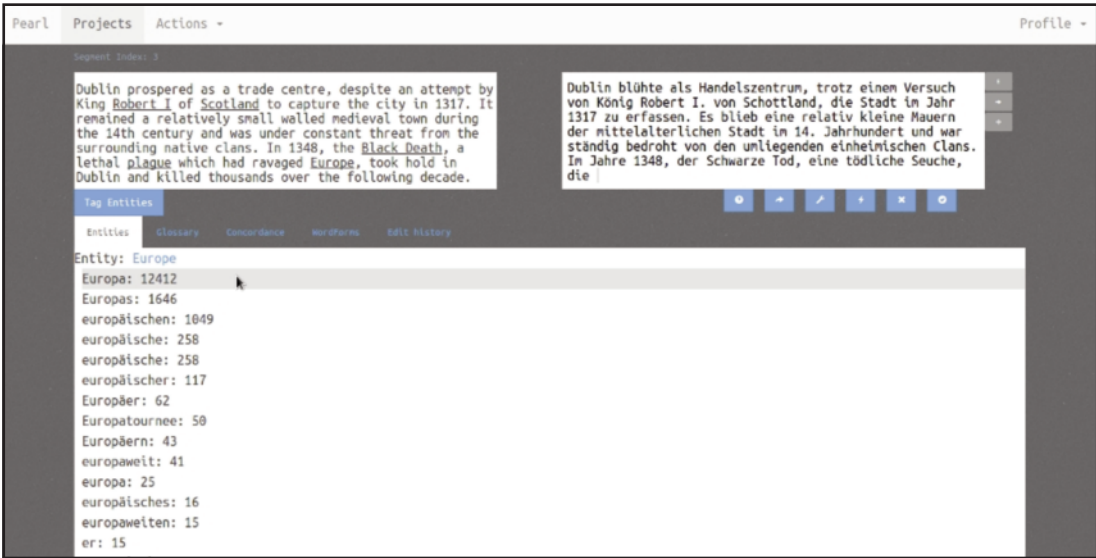 Pearl Projects Actions Profile
Segment Index: 3
Dublin prospered as a trade centre, despite an attempt by
King Robert I of Scotland to capture the city in 1317. It
remained a relatively small walled medieval town during
the 14th century and was under constant threat from the
surrounding native clans. In 1348, the Black Death, a
lethal plague which had ravaged Europe, took hold in
Dublin and killed thousands over the following decade.
Dublin blühte als Handelszentrum, trotz einem Versuch
von König Robert I. von Schottland, die Stadt im Jahr
1317 zu erfassen. Es blieb eine relativ kleine Mauern
der mittelalterlichen Stadt im 14. Jahrhundert und war
ständig bedroht von den umliegenden einheimischen Clans.
Im Jahre 1348, der Schwarze Tod, eine tödliche Seuche,
die
Tag Entities
Entities Glossary Concordance WordForms Edit history
Entity: Europe
Europa: 12412
Europas: 1646
europäischen: 1049
europäische: 258
europäische: 258
europäischer: 117
Europäer: 62
Europatournee: 50
Europäern: 43
europaweit: 41
europa: 25
europäisches: 16
europaweiten: 15
er: 15